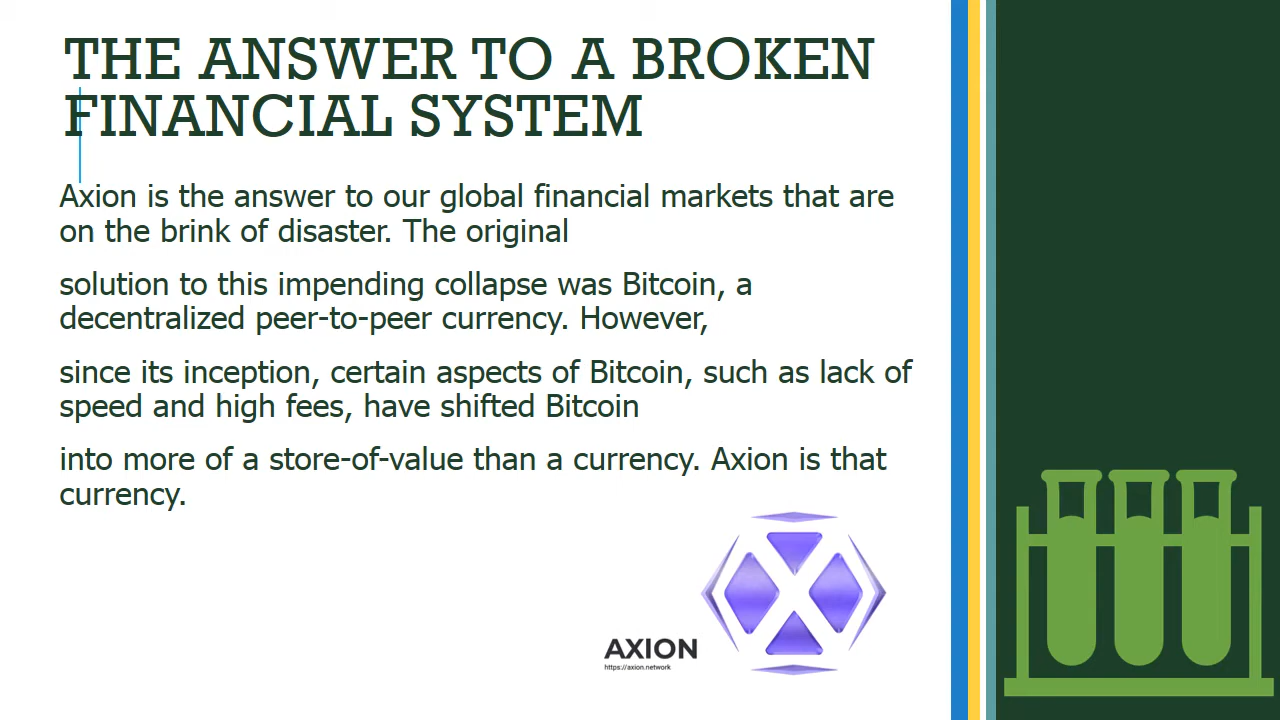 THE ANSWER TO A BROKEN
FINANCIAL SYSTEM
Axion is the answer to our global financial markets that are
on the brink of disaster. The original
solution to this impending collapse was Bitcoin, a
decentralized peer-to-peer currency. However,
since its inception, certain aspects of Bitcoin, such as lack of
speed and high fees, have shifted Bitcoin
into more of a store-of-value than a currency. Axion is that
currency.
AXION
https://axion.network